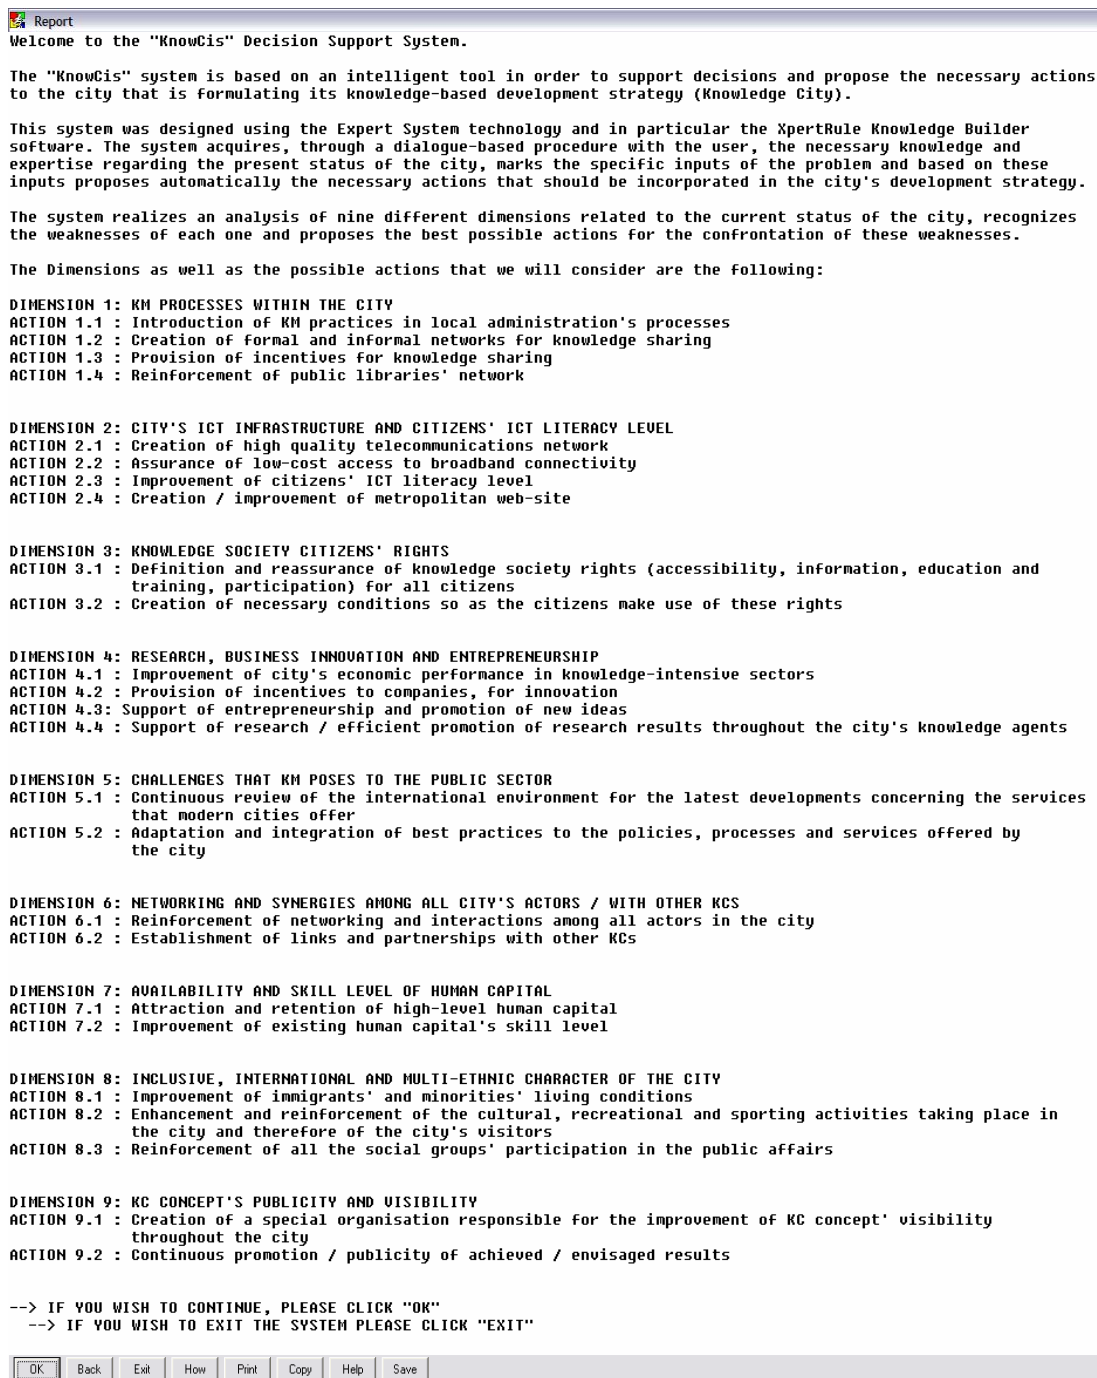 Report
Welcome to the "KnowCis" Decision Support System.
The "KnowCis" system is based on an intelligent tool in order to support decisions and propose the necessary actions
to the city that is formulating its knowledge-based development strategy (Knowledge City).
This system was designed using the Expert System technology and in particular the XpertRule Knowledge Builder
software. The system acquires, through a dialogue-based procedure with the user, the necessary knowledge and
expertise regarding the present status of the city, marks the specific inputs of the problem and based on these
inputs proposes automatically the necessary actions that should be incorporated in the city's development strategy.
The system realizes an analysis of nine different dimensions related to the current status of the city, recognizes
the weaknesses of each one and proposes the best possible actions for the confrontation of these weaknesses.
The Dimensions as well as the possible actions that we will consider are the following:
DIMENSION 1: KM PROCESSES WITHIN THE CITY
ACTION 1.1 : Introduction of KM practices in local administration's processes
ACTION 1.2 : Creation of formal and informal networks for knowledge sharing
ACTION 1.3 : Provision of incentives for knowledge sharing
ACTION 1.4 : Reinforcement of public libraries' network
DIMENSION 2: CITY'S ICT INFRASTRUCTURE AND CITIZENS' ICT LITERACY LEVEL
ACTION 2.1 : Creation of high quality telecommunications network
ACTION 2.2 : Assurance of low-cost access to broadband connectivity
ACTION 2.3 : Improvement of citizens' ICT literacy level
ACTION 2.4 : Creation / improvement of metropolitan web-site
DIMENSION 3: KNOWLEDGE SOCIETY CITIZENS' RIGHTS
ACTION 3.1 : Definition and reassurance of knowledge society rights (accessibility, information, education and
training, participation) for all citizens
ACTION 3.2 : Creation of necessary conditions so as the citizens make use of these rights
DIMENSION 4: RESEARCH, BUSINESS INNOVATION AND ENTREPRENEURSHIP
ACTION 4.1 : Improvement of city's economic performance in knowledge-intensive sectors
ACTION 4.2 : Provision of incentives to companies, for innovation
ACTION 4.3: Support of entrepreneurship and promotion of new ideas
ACTION 4.4 : Support of research / efficient promotion of research results throughout the city's knowledge agents
DIMENSION 5: CHALLENGES THAT KM POSES TO THE PUBLIC SECTOR
ACTION 5.1 : Continuous review of the international environment for the latest developments concerning the services
that modern cities offer
ACTION 5.2 : Adaptation and integration of best practices to the policies, processes and services offered by
the city
DIMENSION 6: NETWORKING AND SYNERGIES AMONG ALL CITY'S ACTORS / WITH OTHER KCS
ACTION 6.1 : Reinforcement of networking and interactions among all actors in the city
ACTION 6.2 : Establishment of links and partnerships with other KCs
DIMENSION 7: AVAILABILITY AND SKILL LEVEL OF HUMAN CAPITAL
ACTION 7.1 : Attraction and retention of high-level human capital
ACTION 7.2 : Improvement of existing human capital's skill level
DIMENSION 8: INCLUSIVE, INTERNATIONAL AND MULTI-ETHNIC CHARACTER OF THE CITY
ACTION 8.1 : Improvement of immigrants' and minorities' living conditions
ACTION 8.2 : Enhancement and reinforcement of the cultural, recreational and sporting activities taking place in
the city and therefore of the city's visitors
ACTION 8.3 : Reinforcement of all the social groups' participation in the public affairs
DIMENSION 9: KC CONCEPT'S PUBLICITY AND VISIBILITY
ACTION 9.1 : Creation of a special organisation responsible for the improvement of KC concept' visibility
throughout the city
ACTION 9.2 : Continuous promotion / publicity of achieved / envisaged results
--> IF YOU WISH TO CONTINUE, PLEASE CLICK "OK"
--> IF YOU WISH TO EXIT THE SYSTEM PLEASE CLICK "EXIT"
OK Back Exit How Print Copy Help Save